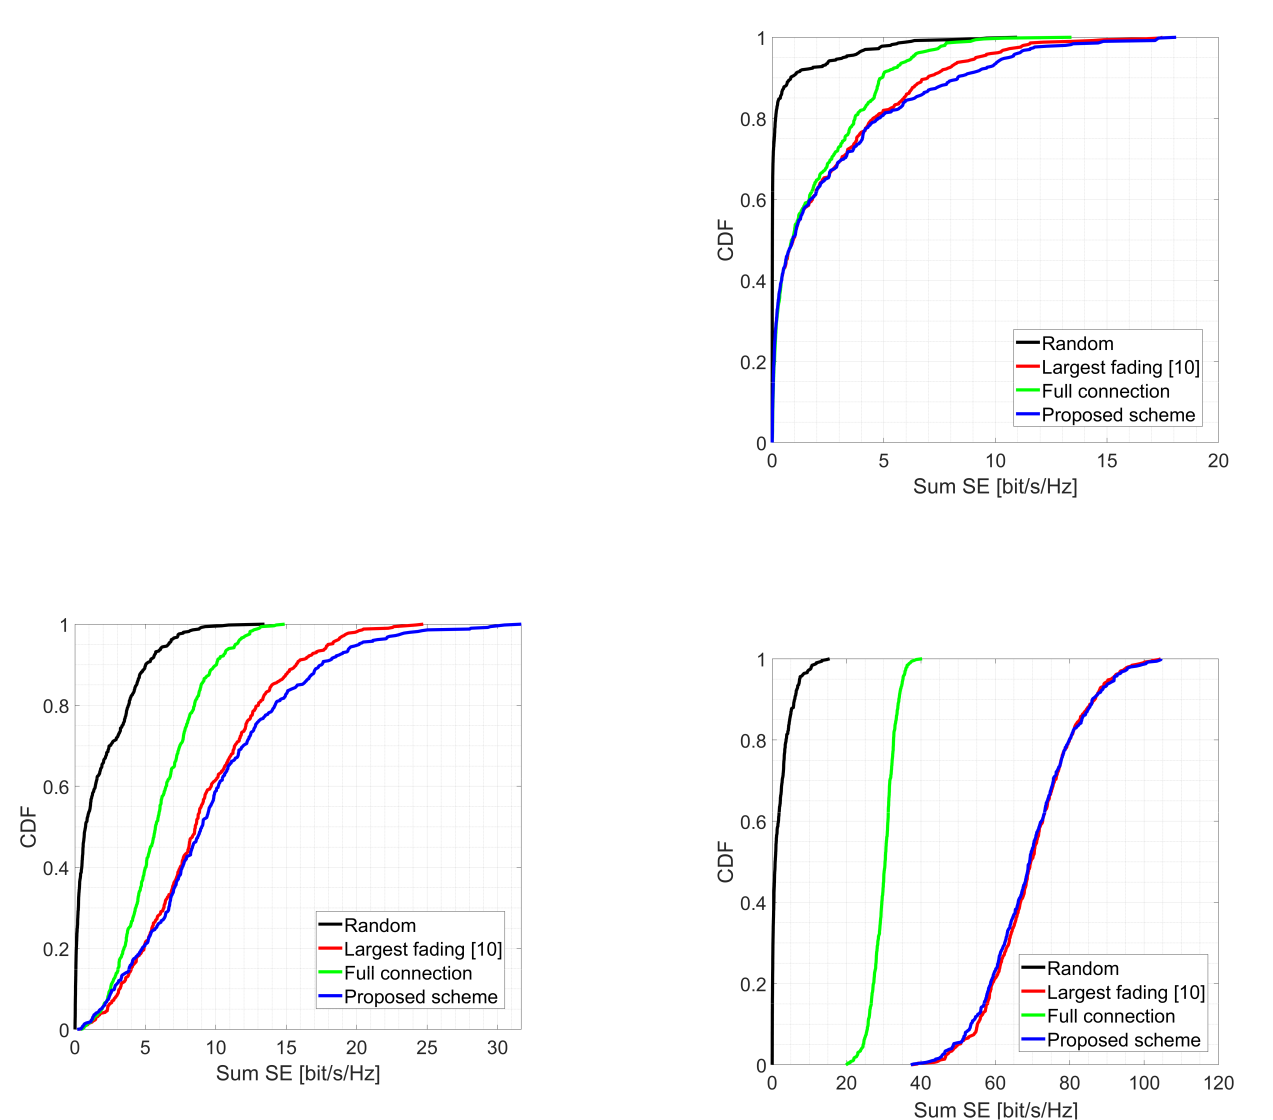 1
0.8
0.6
0.4
0.2
0
CDF
0 5 10 15 20
Sum SE [bit/s/Hz]
Random
Largest fading [10]
Full connection
Proposed scheme
1
0.8
0.6
0.4
0.2
0
CDF
0 5 10 15 20 25 30
Sum SE [bit/s/Hz]
Random
Largest fading [10]
Full connection
Proposed scheme
1
0.8
0.6
0.4
0.2
0
CDF
0 20 40 60 80 100 120
Sum SE [bit/s/Hz]
Random
Largest fading [10]
Full connection
Proposed scheme